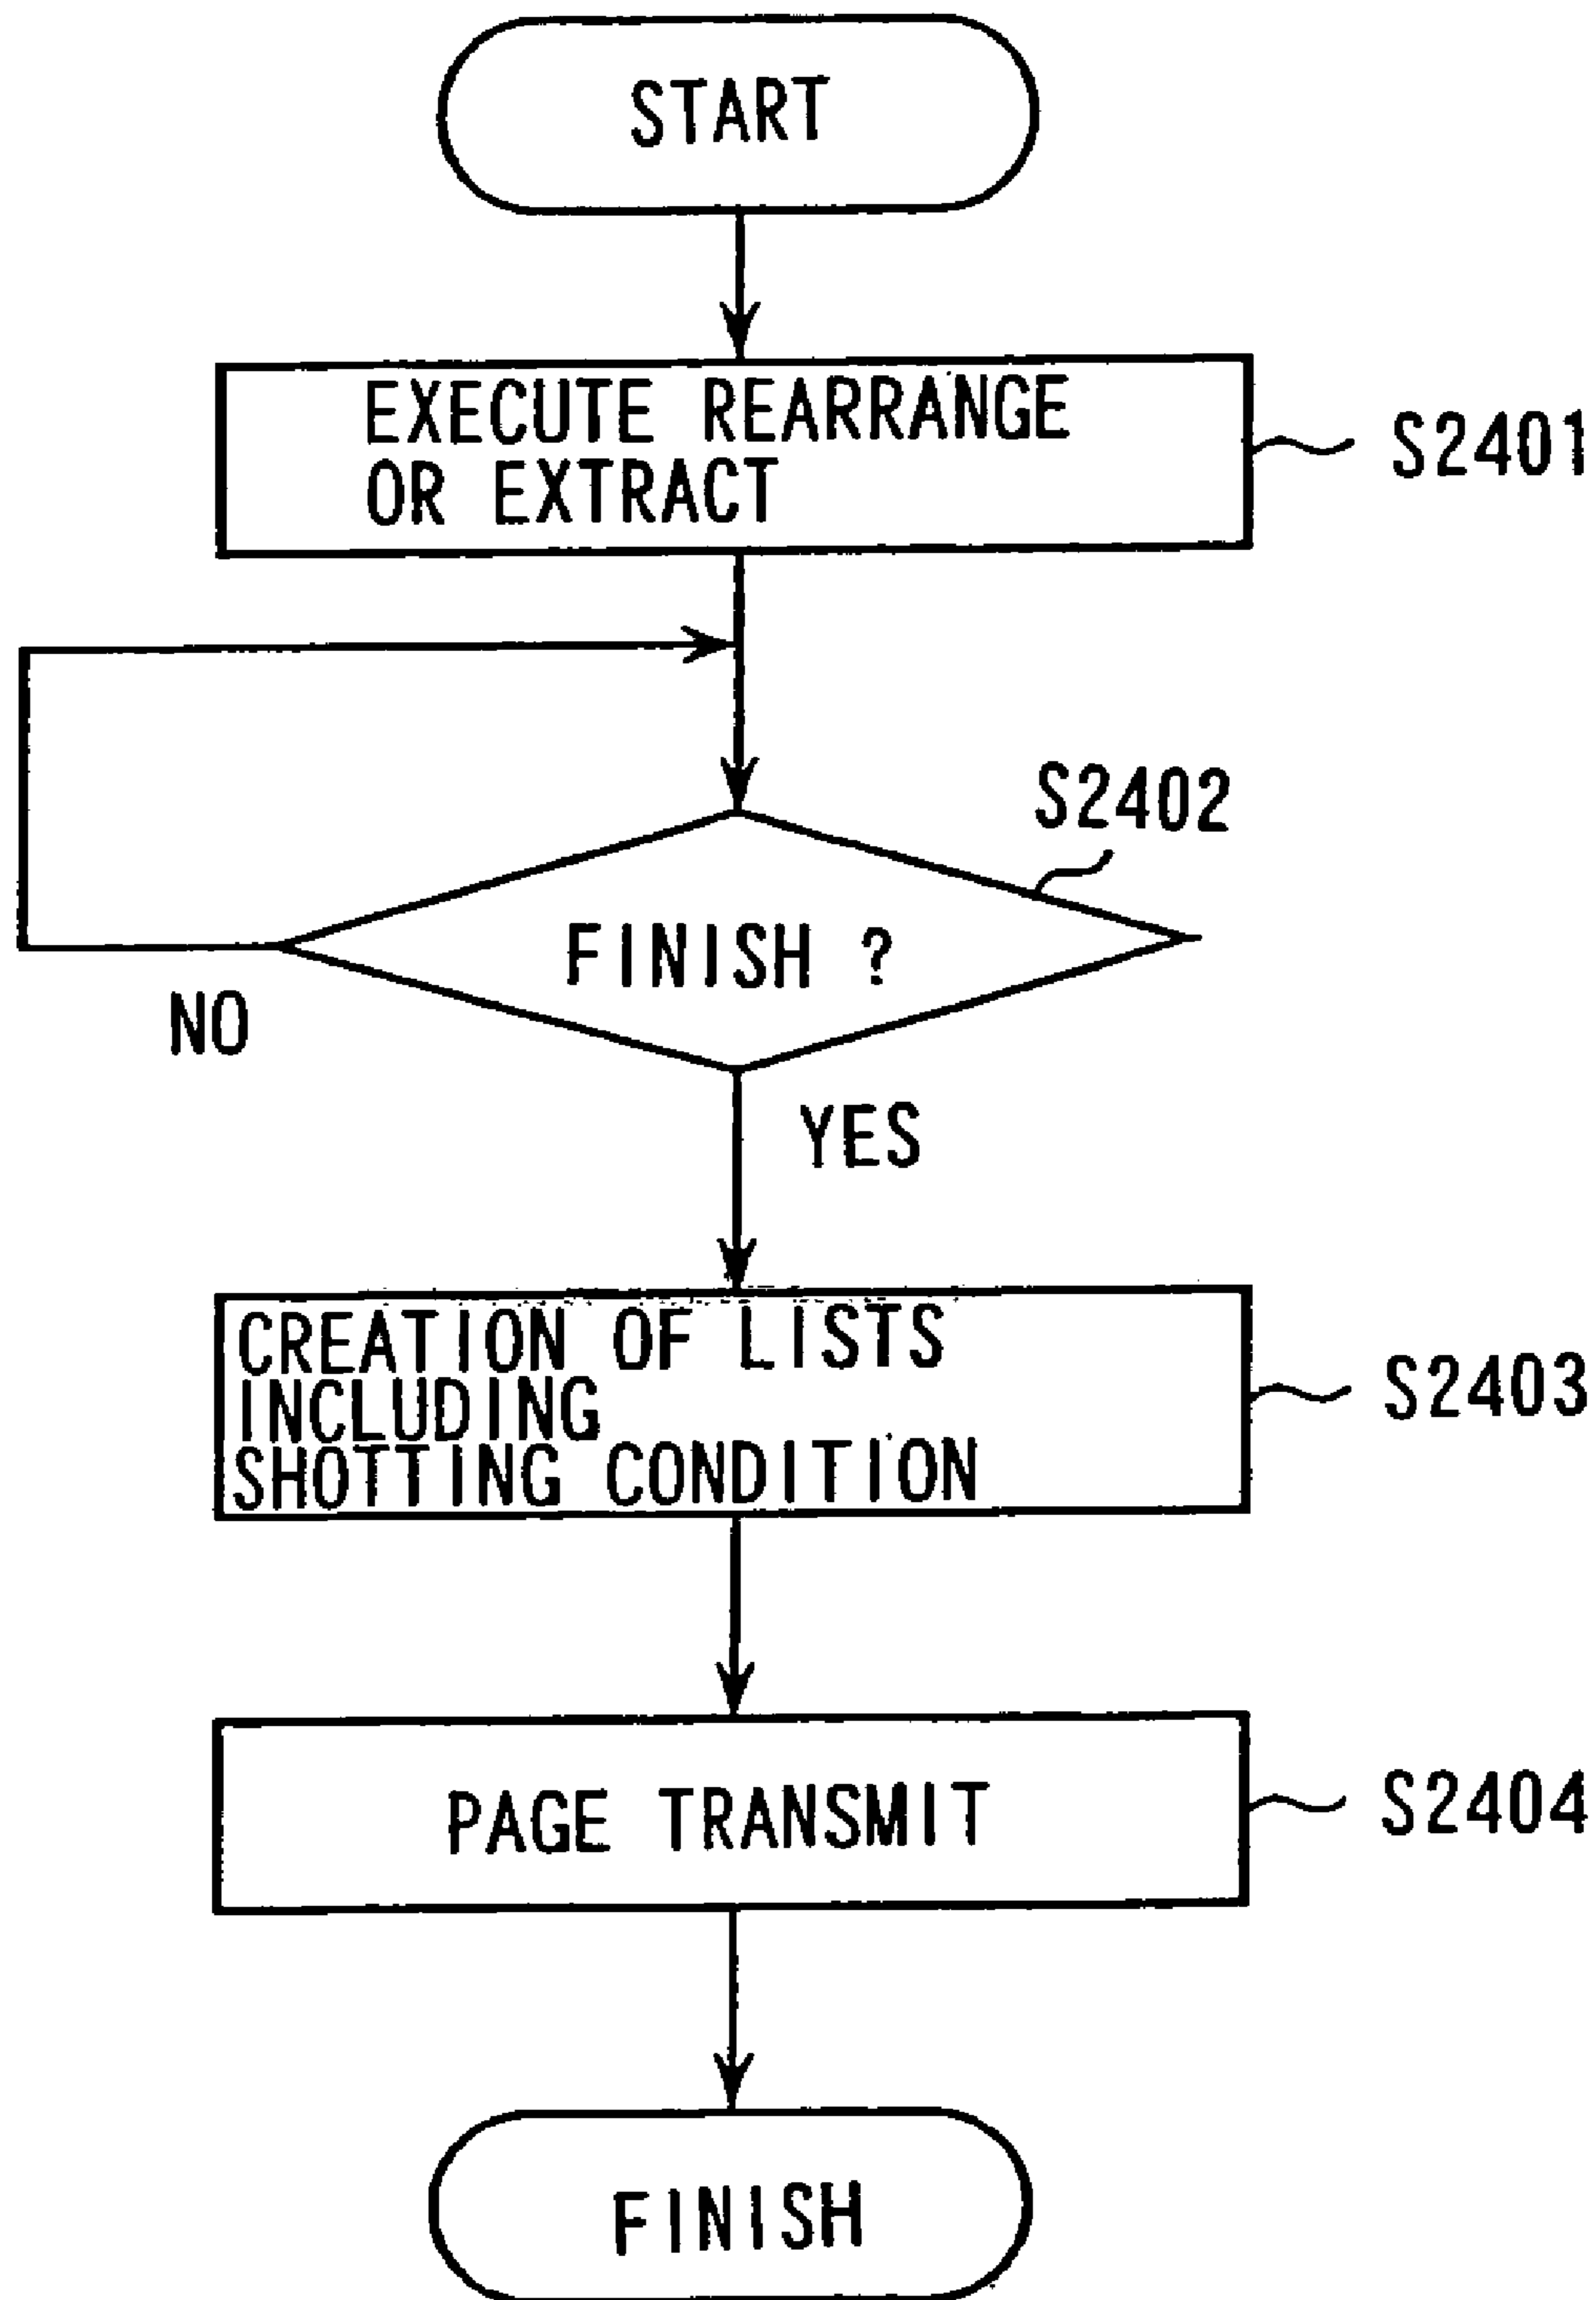 START
EXECUTE REARRANGE
OR EXTRACT
S2401
S2402
FINISH ?
NO
YES
CREATION OF LISTS
INCLUDING
SHOTTING CONDITION
S2403
PAGE TRANSMIT
S2404
FINISH